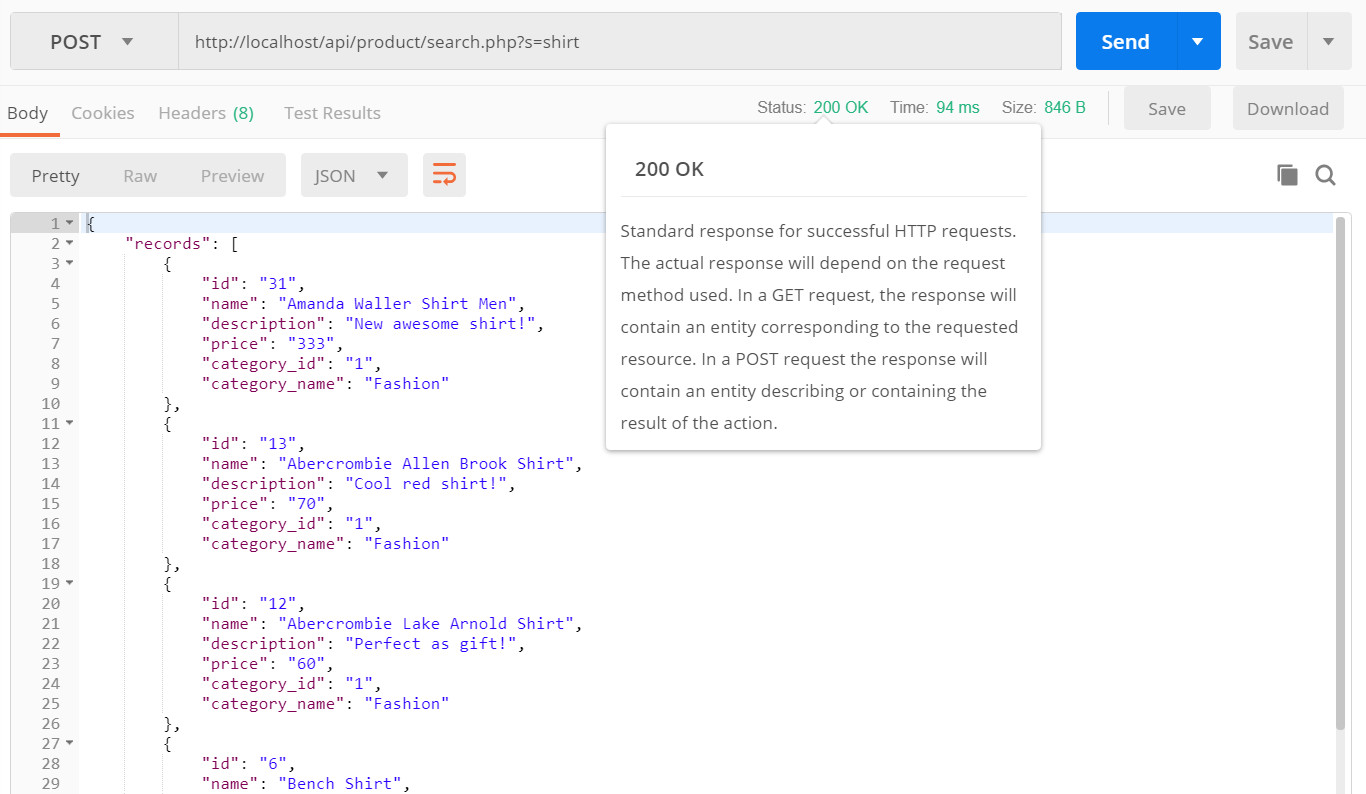 POST http://localhost/api/product/search.php?s=shirt Send Save
Body Cookies Headers (8) Test Results Status: 200 OK Time: 94 ms Size: 846 B Save Download
Pretty Raw Preview JSON
200 OK
Standard response for successful HTTP requests.
The actual response will depend on the request
method used. In a GET request, the response will
contain an entity corresponding to the requested
resource. In a POST request the response will
contain an entity describing or containing the
result of the action.
1 {
2 "records": [
3 {
4 "id": "31",
5 "name": "Amanda Waller Shirt Men",
6 "description": "New awesome shirt!",
7 "price": "333",
8 "category_id": "1",
9 "category_name": "Fashion"
10 },
11 {
12 "id": "13",
13 "name": "Abercrombie Allen Brook Shirt",
14 "description": "Cool red shirt!",
15 "price": "70",
16 "category_id": "1",
17 "category_name": "Fashion"
18 },
19 {
20 "id": "12",
21 "name": "Abercrombie Lake Arnold Shirt",
22 "description": "Perfect as gift!",
23 "price": "60",
24 "category_id": "1",
25 "category_name": "Fashion"
26 },
27 {
28 "id": "6",
29 "name": "Bench Shirt",